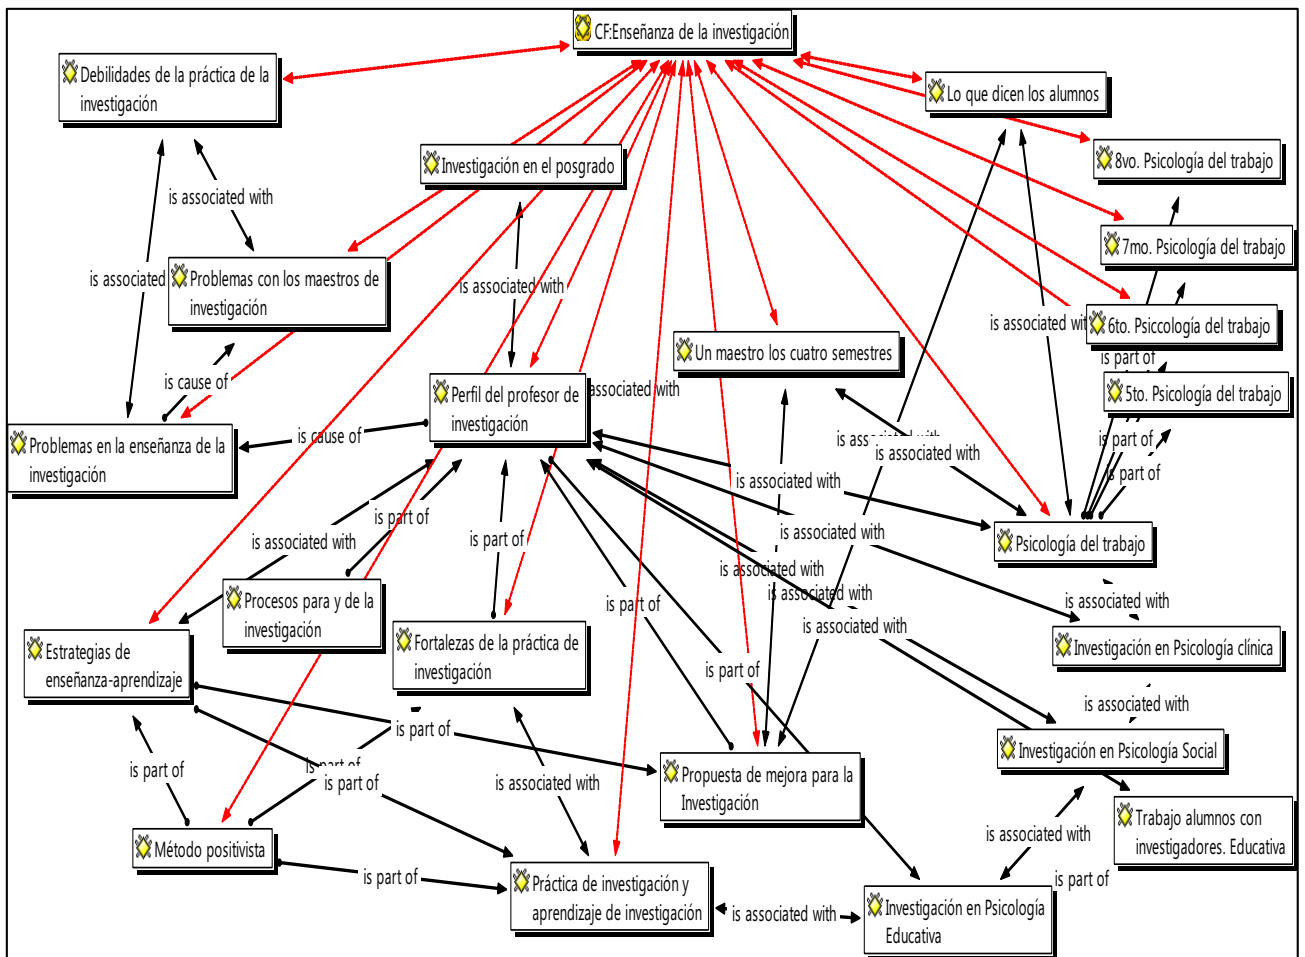 CF:Enseñanza de la investigación
Debilidades de la práctica de la
investigación
Lo que dicen los alumnos
Investigación en el posgrado
8vo. Psicología del trabajo
is associated with
7mo. Psicología del trabajo
is associated
Problemas con los maestros de
investigación
is associated with
is associated wit
6to. Psiccología del trabajo
is part of
Un maestro los cuatro semestres
is cause of
Perfil del profesor de
investigación
associated with
5to. Psicología del trabajo
Problemas en la enseñanza de la
investigación
is cause of
is associated with
is associated with
is part of
is part of
is associated with
is part of
is associated with
is part of
is associated with
Psicología del trabajo
is associated with
is associated with
is associated with
Procesos para y de la
investigación
is part of
is associated with
Estrategias de
enseñanza-aprendizaje
Fortalezas de la práctica de
investigación
is part of
Investigación en Psicología clínica
is associated with
is part of
Investigación en Psicología Social
is part of
is part of
is part of
is associated with
Propuesta de mejora para la
Investigación
Trabajo alumnos con
investigadores. Educativa
Método positivista
is associated with
is part of
Práctica de investigación y
aprendizaje de investigación
is part of
is associated with
Investigación en Psicología
Educativa